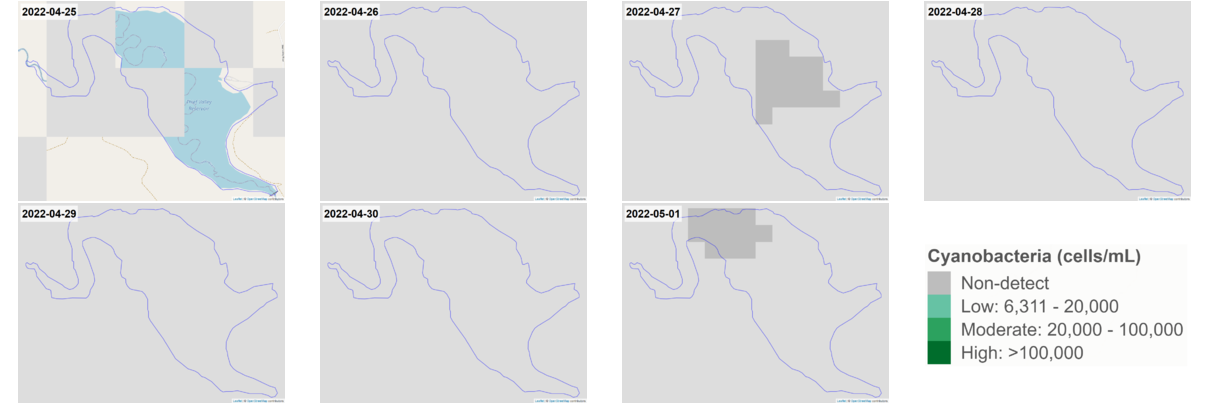 2022-04-25
2022-04-26
2022-04-27
2022-04-28
2022-04-29
2022-04-30
2022-05-01
Cyanobacteria (cells/mL)
Non-detect
Low: 6,311 - 20,000
Moderate: 20,000 - 100,000
High: >100,000